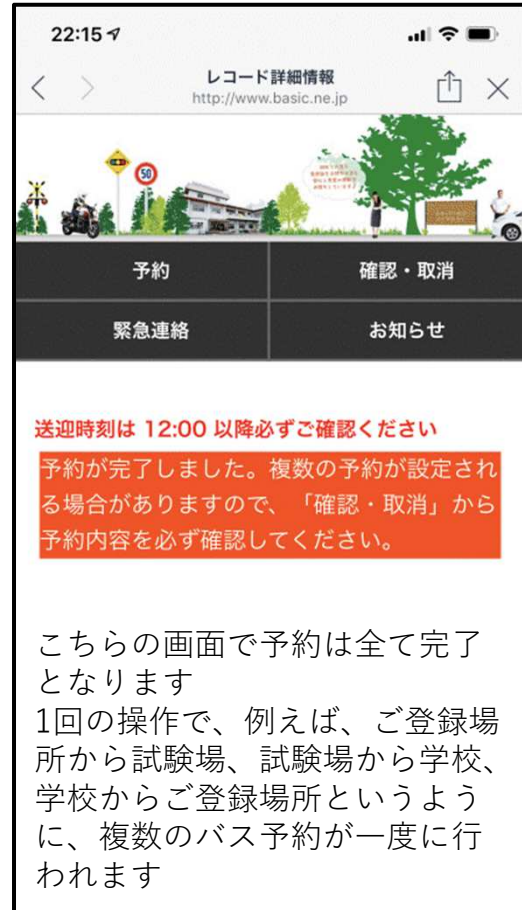 22:15
レコード詳細情報
http://www.basic.ne.jp
50
予約
確認・取消
緊急連絡
お知らせ
送迎時刻は 12:00 以降必ずご確認ください
予約が完了しました。複数の予約が設定され
る場合がありますので、「確認・取消」から
予約内容を必ず確認してください。
こちらの画面で予約は全て完了
となります
1回の操作で、例えば、ご登録場
所から試験場、試験場から学校、
学校からご登録場所というよう
に、複数のバス予約が一度に行
われます